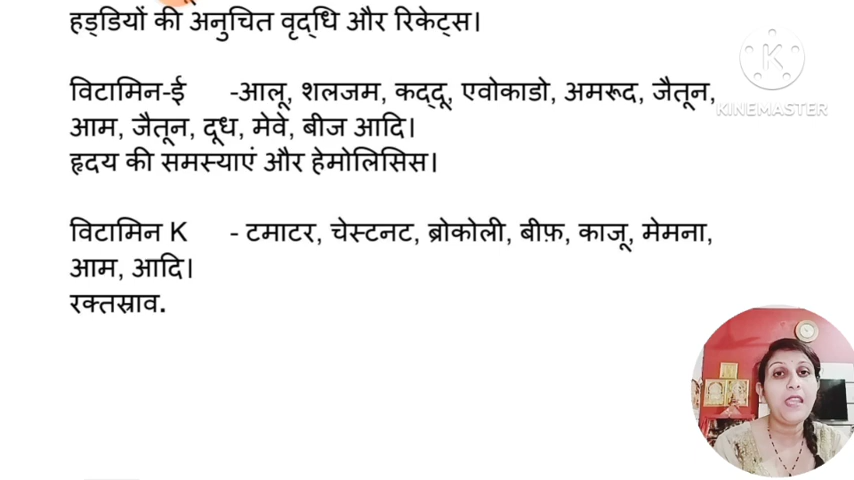 हड्डियों की अनुचित वृद्धि और रिकेट्स।
विटामिन-ई -आलू, शलजम, कद्दू, एवोकाडो, अमरूद, जैतून,
आम, जैतून, दूध, मेवे, बीज आदि।
हृदय की समस्याएं और हेमोलिसिस।
विटामिन K - टमाटर, चेस्टनट, ब्रोकोली, बीफ़, काजू, मेमना,
आम, आदि।
रक्तस्राव.
K
KINEMASTER